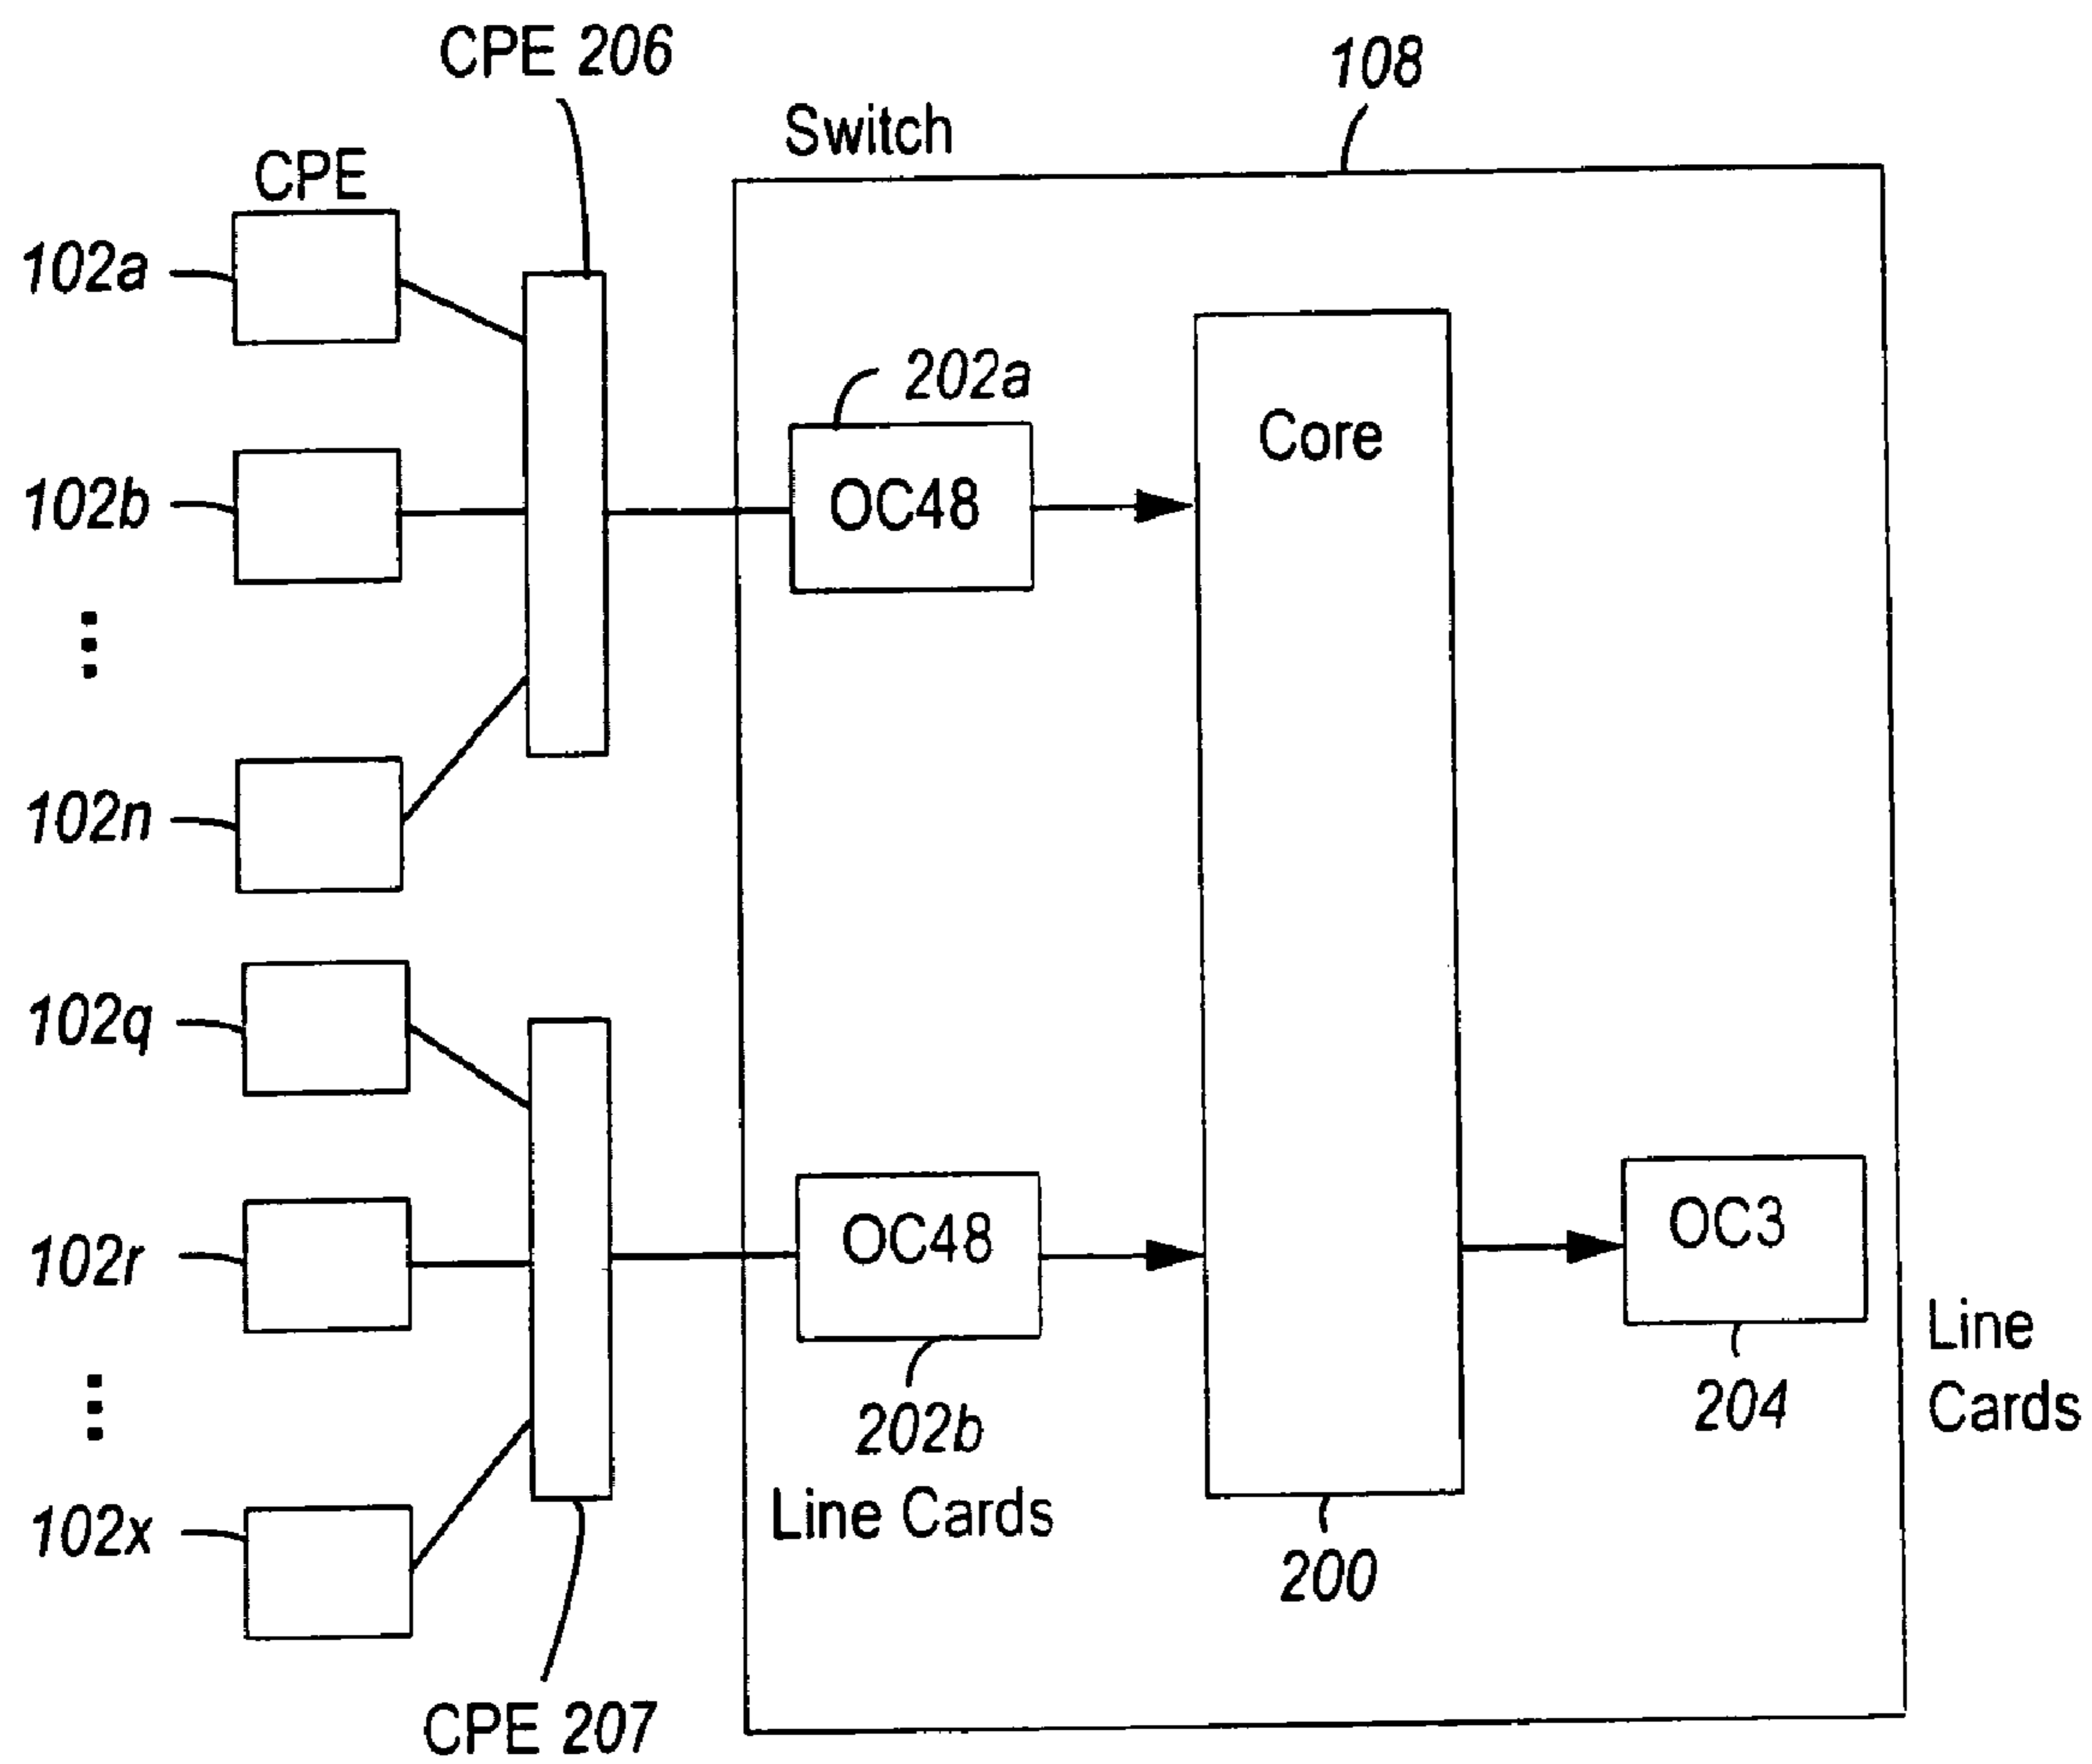 CPE 206
108
Switch
CPE
102a
202a
Core
102b
OC48
102n
102q
102r
OC48
OC3
Line
Cards
204
202b
Line Cards
102x
200
CPE 207